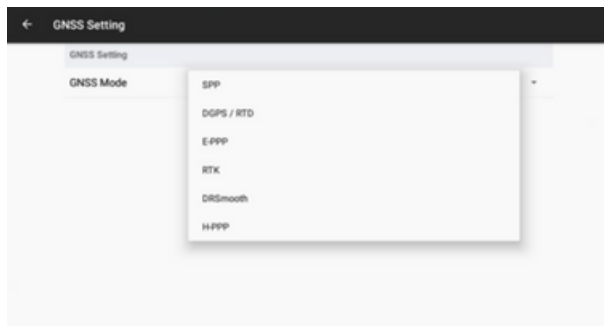 GNSS Setting
GNSS Setting
GNSS Mode
SPP
DGPS / RTD
E-PPP
RTK
DRSmooth
H-PPP